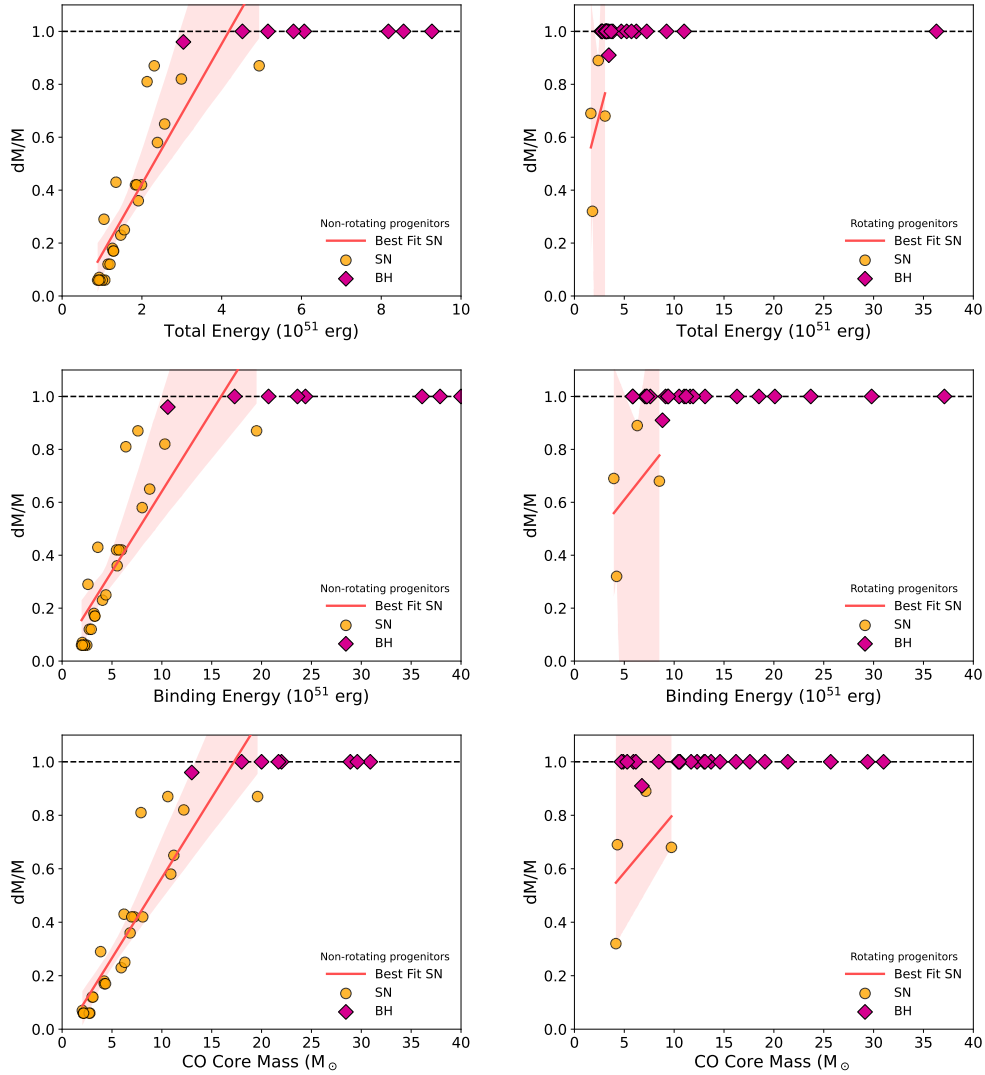 dM/M
1.0
0.8
0.6
0.4
0.2
0.0
Non-rotating progenitors
Best Fit SN
SN
BH
0 2 4 6 8 10
Total Energy (10^51 erg)
dM/M
1.0
0.8
0.6
0.4
0.2
0.0
Rotating progenitors
Best Fit SN
SN
BH
0 5 10 15 20 25 30 35 40
Total Energy (10^51 erg)
dM/M
1.0
0.8
0.6
0.4
0.2
0.0
Non-rotating progenitors
Best Fit SN
SN
BH
0 5 10 15 20 25 30 35 40
Binding Energy (10^51 erg)
dM/M
1.0
0.8
0.6
0.4
0.2
0.0
Rotating progenitors
Best Fit SN
SN
BH
0 5 10 15 20 25 30 35 40
Binding Energy (10^51 erg)
dM/M
1.0
0.8
0.6
0.4
0.2
0.0
Non-rotating progenitors
Best Fit SN
SN
BH
0 5 10 15 20 25 30 35 40
CO Core Mass (M⊙
dM/M
1.0
0.8
0.6
0.4
0.2
0.0
Rotating progenitors
Best Fit SN
SN
BH
0 5 10 15 20 25 30 35 40
CO Core Mass (M⊙